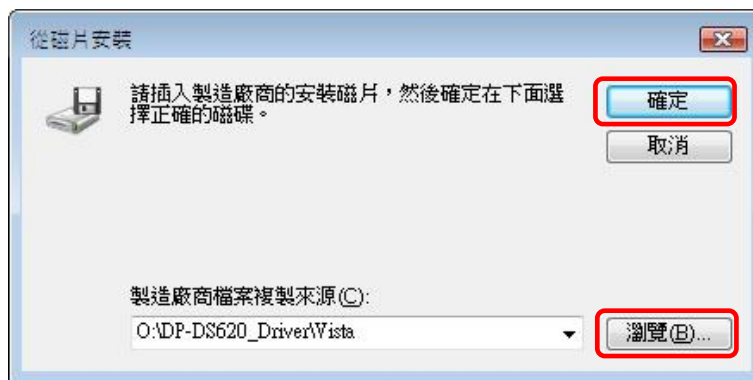 從磁片安裝
請插入製造廠商的安裝磁片，然後確定在下面選
擇正確的磁碟。
確定
取消
製造廠商檔案複製來源(C):
O:\DP-DS620_Driver\Vista
瀏覽(B)...